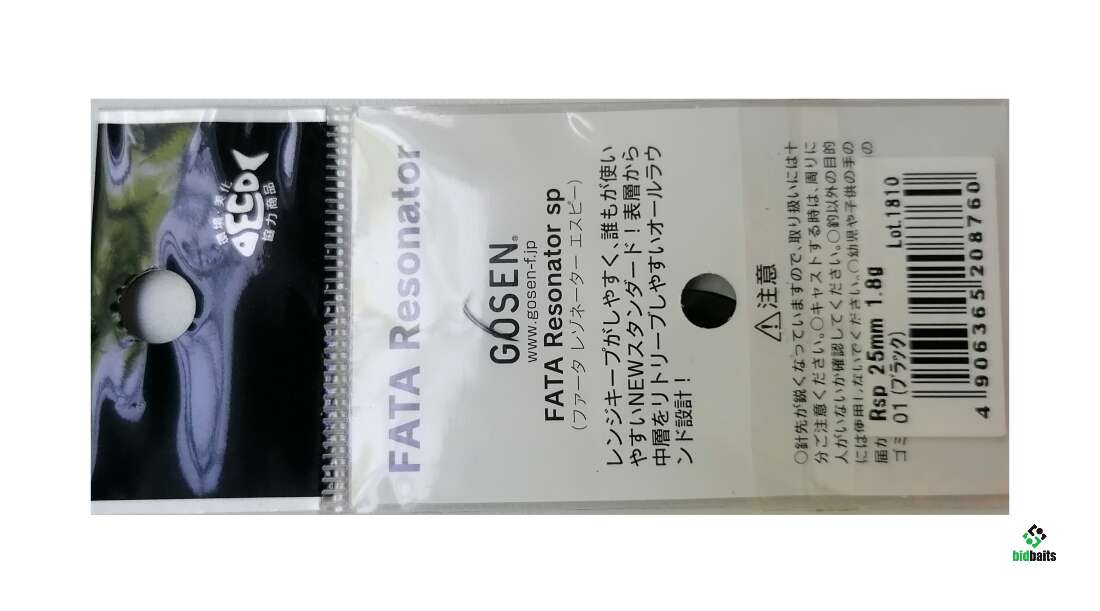 環境・美化
DECO
協力商品
FATA Resonator
GOSEN®
www.gosen-f.jp
FATA Resonator sp
(ファータ レゾネーター エスピー)
レンジキープがしやすく、誰もが使い
やすいNEWスタンダード！表層から
中層をリトリーブしやすいオールラウ
ンド設計！
⚠注意
○針先が鋭くなっていますので、取り扱いには十
分ご注意ください。○キャストする時は、周りに
人がいないか確認してください。○釣以外の目的
には使用しないでください。○幼児や子供の手の
届か
の
ゴミ
Rsp 25mm 1.8g
01 (ブラック)
Lot.1810
4 906365 208760
bidbaits